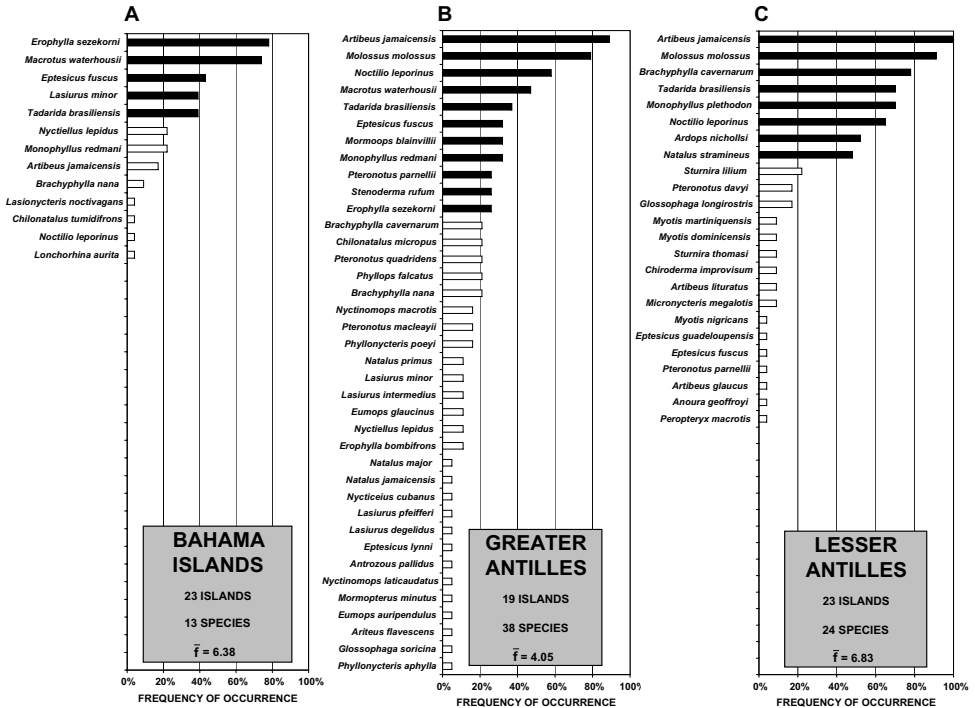 A
Erophylla sezekorni
Macrotus waterhousii
Eptesicus fuscus
Lasiurus minor
Tadarida brasiliensis
Nyctiellus lepidus
Monophyllus redmani
Artibeus jamaicensis
Brachyphylla nana
Lasionycteris noctivagans
Chilonatalus tumidifrons
Noctilio leporinus
Lonchorhina aurita
BAHAMA
ISLANDS
23 ISLANDS
13 SPECIES
f̄ = 6.38
0% 20% 40% 60% 80% 100%
FREQUENCY OF OCCURRENCE
B
Artibeus jamaicensis
Molossus molossus
Noctilio leporinus
Macrotus waterhousii
Tadarida brasiliensis
Eptesicus fuscus
Mormoops blainvillii
Monophyllus redmani
Pteronotus parnellii
Stenoderma rufum
Erophylla sezekorni
Brachyphylla cavernarum
Chilonatalus micropus
Pteronotus quadridens
Phyllops falcatus
Brachyphylla nana
Nyctinomops macrotis
Pteronotus macleayii
Phyllonycteris poeyi
Natalus primus
Lasiurus minor
Lasiurus intermedius
Eumops glaucinus
Nyctiellus lepidus
Erophylla bombifrons
Natalus major
Natalus jamaicensis
Nycticeius cubanus
Lasiurus pfeifferi
Lasiurus degelidus
Eptesicus lynni
Antrozous pallidus
Nyctinomops laticaudatus
Mormopterus minutus
Eumops auripendulus
Ariteus flavescens
Glossophaga soricina
Phyllonycteris aphylla
GREATER
ANTILLES
19 ISLANDS
38 SPECIES
f̄ = 4.05
0% 20% 40% 60% 80% 100%
FREQUENCY OF OCCURRENCE
C
Artibeus jamaicensis
Molossus molossus
Brachyphylla cavernarum
Tadarida brasiliensis
Monophyllus plethodon
Noctilio leporinus
Ardops nichollsi
Natalus stramineus
Sturnira lilium
Pteronotus davyi
Glossophaga longirostris
Myotis martiniquensis
Myotis dominicensis
Sturnira thomasi
Chiroderma improvisum
Artibeus lituratus
Micronycteris megalotis
Myotis nigricans
Eptesicus guadeloupensis
Eptesicus fuscus
Pteronotus parnellii
Artibeus glaucus
Anoura geoffroyi
Peropteryx macrotis
LESSER
ANTILLES
23 ISLANDS
24 SPECIES
f̄ = 6.83
0% 20% 40% 60% 80% 100%
FREQUENCY OF OCCURRENCE